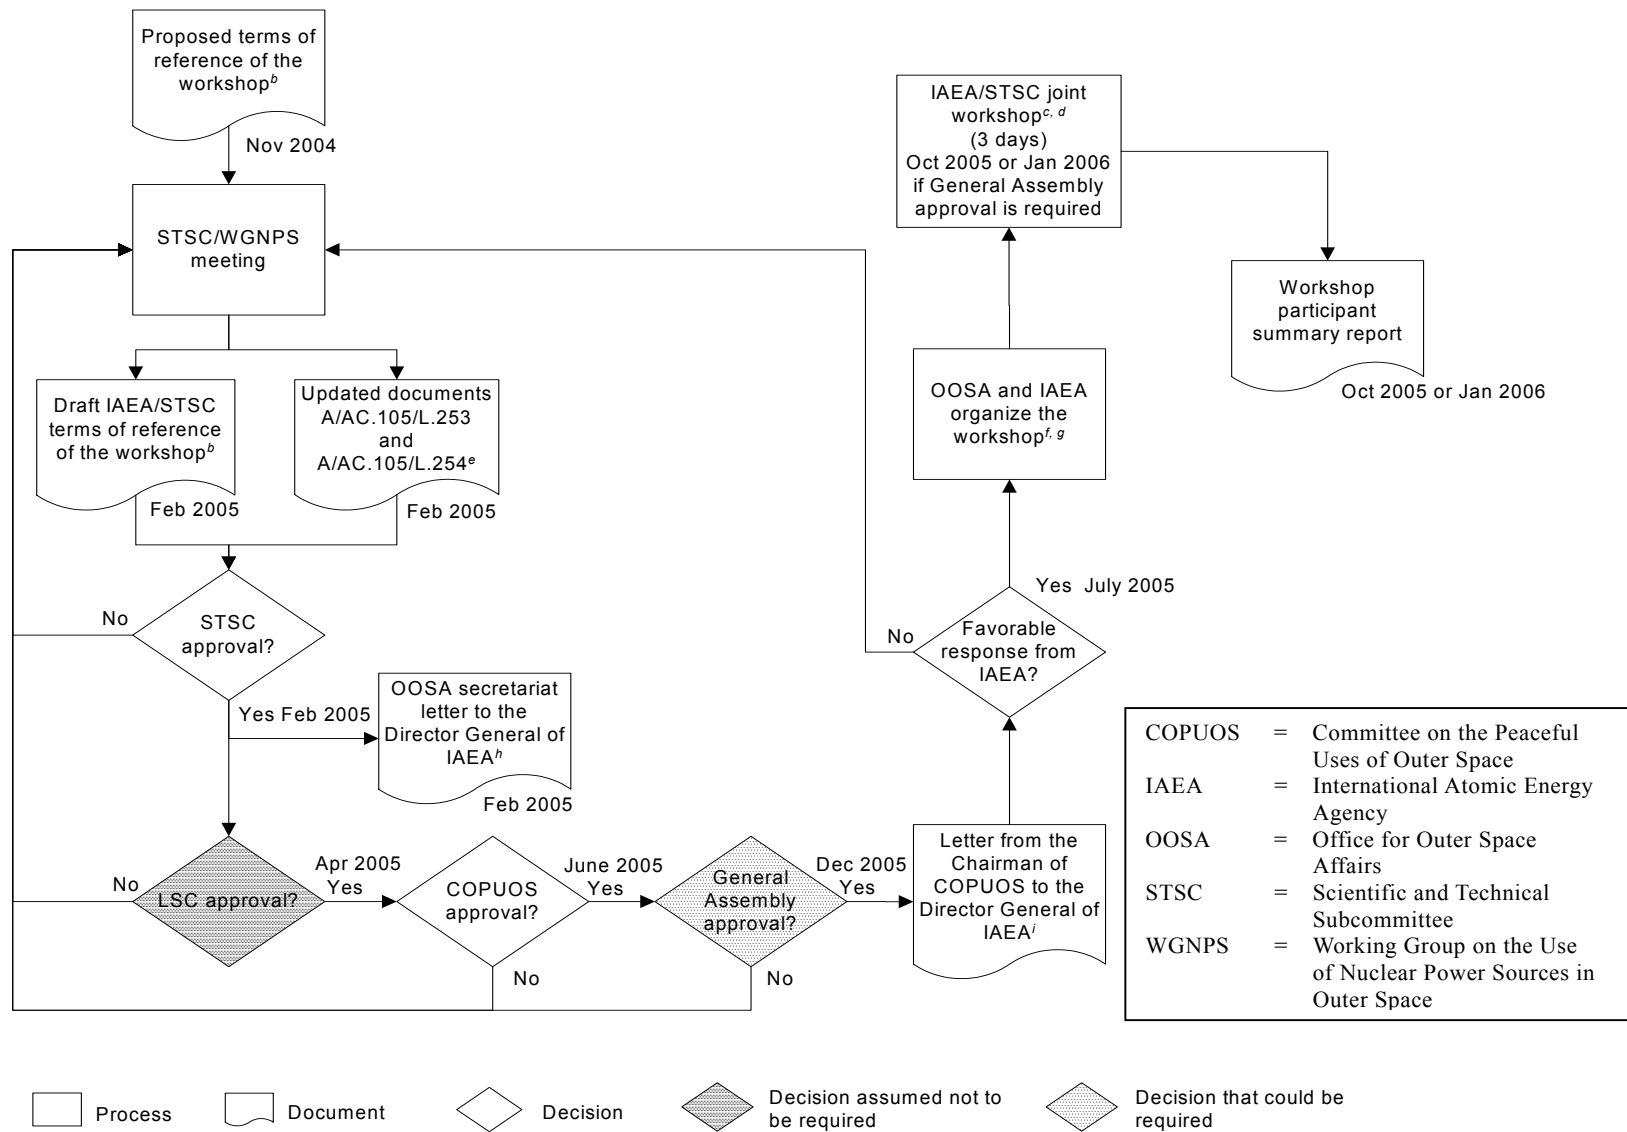 Proposed terms of
reference of the
workshop^b
Nov 2004
STSC/WGNPS
meeting
Draft IAEA/STSC
terms of reference
of the workshop^b
Feb 2005
Updated documents
A/AC.105/L.253
and
A/AC.105/L.254^e
Feb 2005
STSC
approval?
No
Yes Feb 2005
OOSA secretariat
letter to the
Director General of
IAEA^h
Feb 2005
LSC approval?
No
Apr 2005
Yes
COPUOS
approval?
No
June 2005
Yes
General
Assembly
approval?
No
Dec 2005
Yes
Letter from the
Chairman of
COPUOS to the
Director General of
IAEA^i
Favorable
response from
IAEA?
No
Yes July 2005
OOSA and IAEA
organize the
workshop^f, g
IAEA/STSC joint
workshop^c, d
(3 days)
Oct 2005 or Jan 2006
if General Assembly
approval is required
Workshop
participant
summary report
Oct 2005 or Jan 2006
COPUOS = Committee on the Peaceful
Uses of Outer Space
IAEA = International Atomic Energy
Agency
OOSA = Office for Outer Space
Affairs
STSC = Scientific and Technical
Subcommittee
WGNPS = Working Group on the Use
of Nuclear Power Sources in
Outer Space
Process
Document
Decision
Decision assumed not to
be required
Decision that could be
required